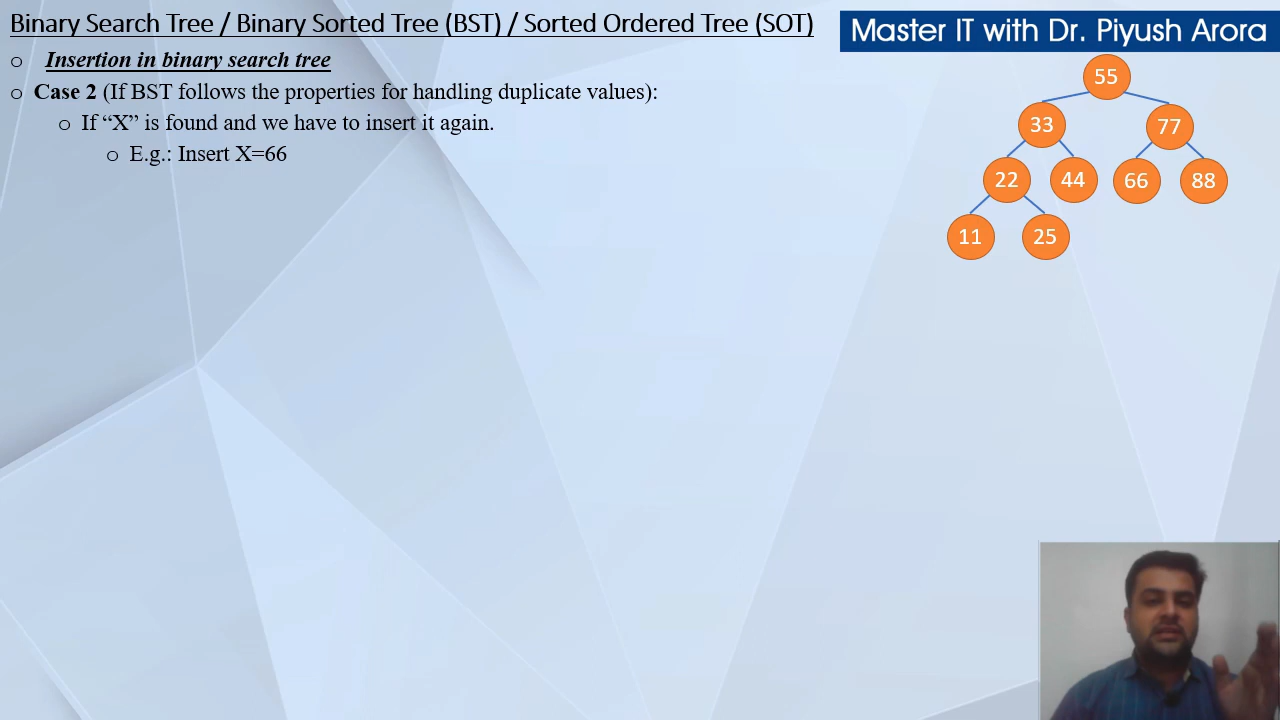 Binary Search Tree / Binary Sorted Tree (BST) / Sorted Ordered Tree (SOT)
Master IT with Dr. Piyush Arora
o Insertion in binary search tree
o Case 2 (If BST follows the properties for handling duplicate values):
o If “X” is found and we have to insert it again.
o E.g.: Insert X=66
55
33 77
22 44 66 88
11 25